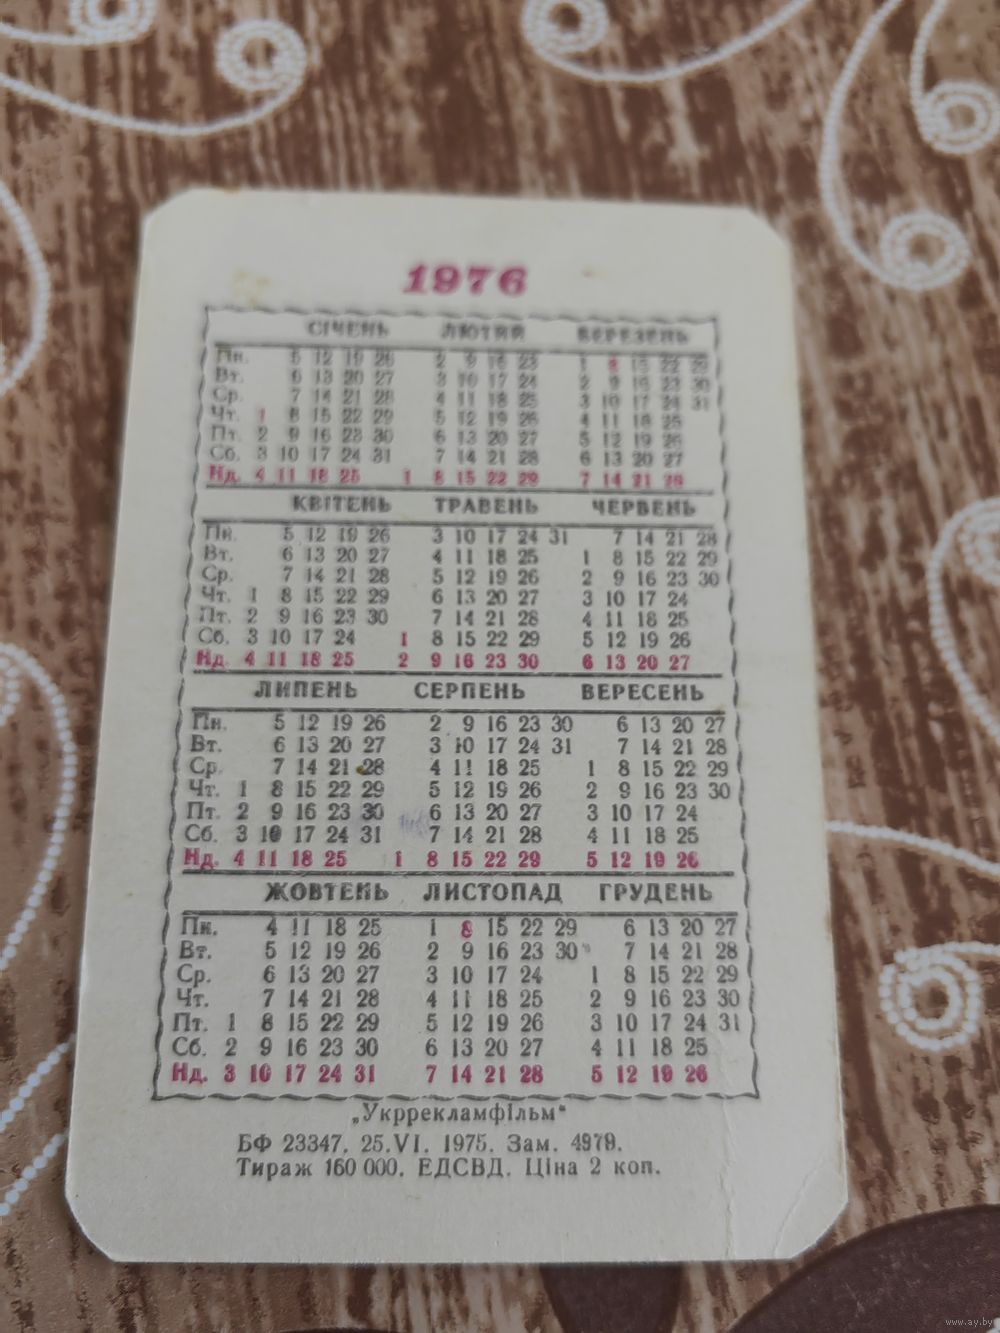 1976
СІЧЕНЬ ЛЮТИЙ БЕРЕЗЕНЬ
Пн. 5 12 19 26 2 9 16 23 1 8 15 22 29
Вт. 6 13 20 27 3 10 17 24 2 9 16 23 30
Ср. 7 14 21 28 4 11 18 25 3 10 17 24 31
Чт. 1 8 15 22 29 5 12 19 26 4 11 18 25
Пт. 2 9 16 23 30 6 13 20 27 5 12 19 26
Сб. 3 10 17 24 31 7 14 21 28 6 13 20 27
Нд. 4 11 18 25 1 8 15 22 29 7 14 21 28
КВІТЕНЬ ТРАВЕНЬ ЧЕРВЕНЬ
Пн. 5 12 19 26 3 10 17 24 31 7 14 21 28
Вт. 6 13 20 27 4 11 18 25 1 8 15 22 29
Ср. 7 14 21 28 5 12 19 26 2 9 16 23 30
Чт. 1 8 15 22 29 6 13 20 27 3 10 17 24
Пт. 2 9 16 23 30 7 14 21 28 4 11 18 25
Сб. 3 10 17 24 1 8 15 22 29 5 12 19 26
Нд. 4 11 18 25 2 9 16 23 30 6 13 20 27
ЛИПЕНЬ СЕРПЕНЬ ВЕРЕСЕНЬ
Пн. 5 12 19 26 2 9 16 23 30 6 13 20 27
Вт. 6 13 20 27 3 10 17 24 31 7 14 21 28
Ср. 7 14 21 28 4 11 18 25 1 8 15 22 29
Чт. 1 8 15 22 29 5 12 19 26 2 9 16 23 30
Пт. 2 9 16 23 30 6 13 20 27 3 10 17 24
Сб. 3 10 17 24 31 7 14 21 28 4 11 18 25
Нд. 4 11 18 25 1 8 15 22 29 5 12 19 26
ЖОВТЕНЬ ЛИСТОПАД ГРУДЕНЬ
Пн. 4 11 18 25 1 8 15 22 29 6 13 20 27
Вт. 5 12 19 26 2 9 16 23 30 7 14 21 28
Ср. 6 13 20 27 3 10 17 24 1 8 15 22 29
Чт. 7 14 21 28 4 11 18 25 2 9 16 23 30
Пт. 1 8 15 22 29 5 12 19 26 3 10 17 24 31
Сб. 2 9 16 23 30 6 13 20 27 4 11 18 25
Нд. 3 10 17 24 31 7 14 21 28 5 12 19 26
„Укррекламфільм"
БФ 23347. 25.VI. 1975. Зам. 4979.
Тираж 160 000. ЕДСВД. Ціна 2 коп.
www.ay.by